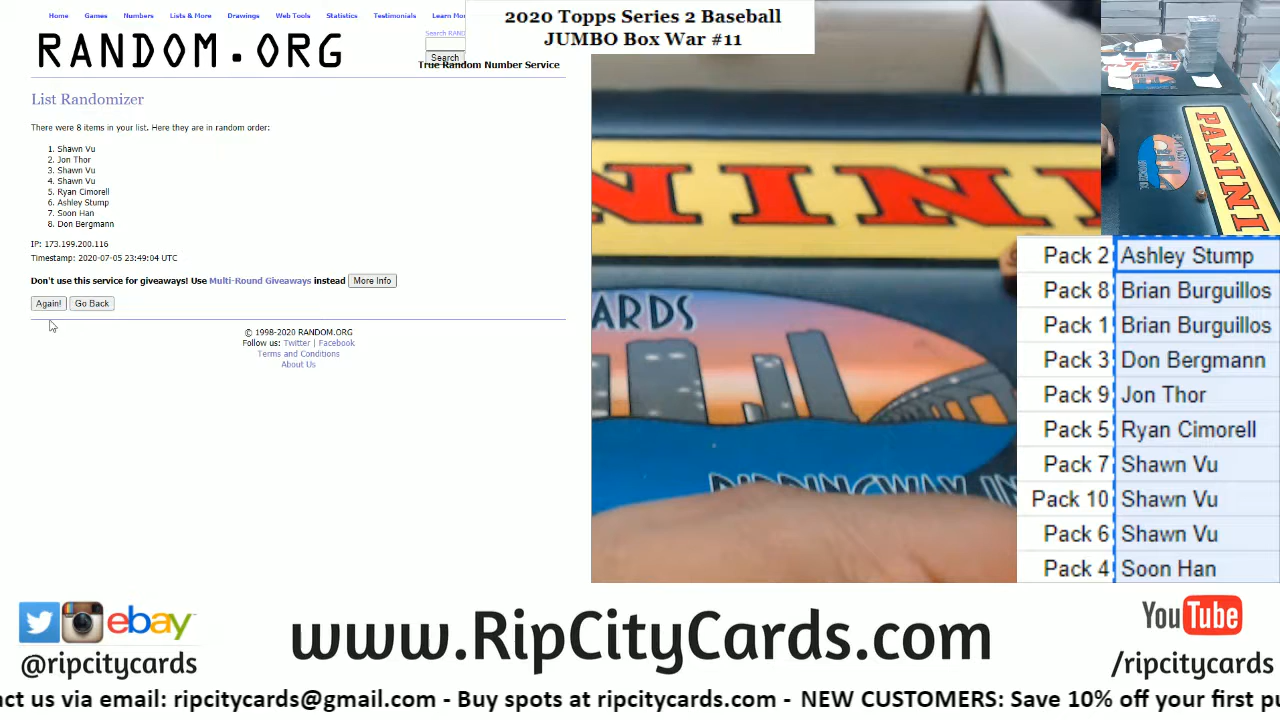 Home Games Numbers Lists & More Drawings Web Tools Statistics Testimonials Learn Mo
2020 Topps Series 2 Baseball
JUMBO Box War #11
RANDOM.ORG
Search RAN
Search
True Random Number Service
List Randomizer
There were 8 items in your list. Here they are in random order:
1. Shawn Vu
2. Jon Thor
3. Shawn Vu
4. Shawn Vu
5. Ryan Cimorell
6. Ashley Stump
7. Soon Han
8. Don Bergmann
IP: 173.199.200.116
Timestamp: 2020-07-05 23:49:04 UTC
Don't use this service for giveaways! Use Multi-Round Giveaways instead More Info
Again! Go Back
© 1998-2020 RANDOM.ORG
Follow us: Twitter | Facebook
Terms and Conditions
About Us
NINI
ARDS
PANINI
Pack 2 Ashley Stump
Pack 8 Brian Burguillos
Pack 1 Brian Burguillos
Pack 3 Don Bergmann
Pack 9 Jon Thor
Pack 5 Ryan Cimorell
Pack 7 Shawn Vu
Pack 10 Shawn Vu
Pack 6 Shawn Vu
Pack 4 Soon Han
ebay
@ripcitycards
www.RipCityCards.com
YouTube
/ripcitycards
act us via email: ripcitycards@gmail.com - Buy spots at ripcitycards.com - NEW CUSTOMERS: Save 10% off your first pu